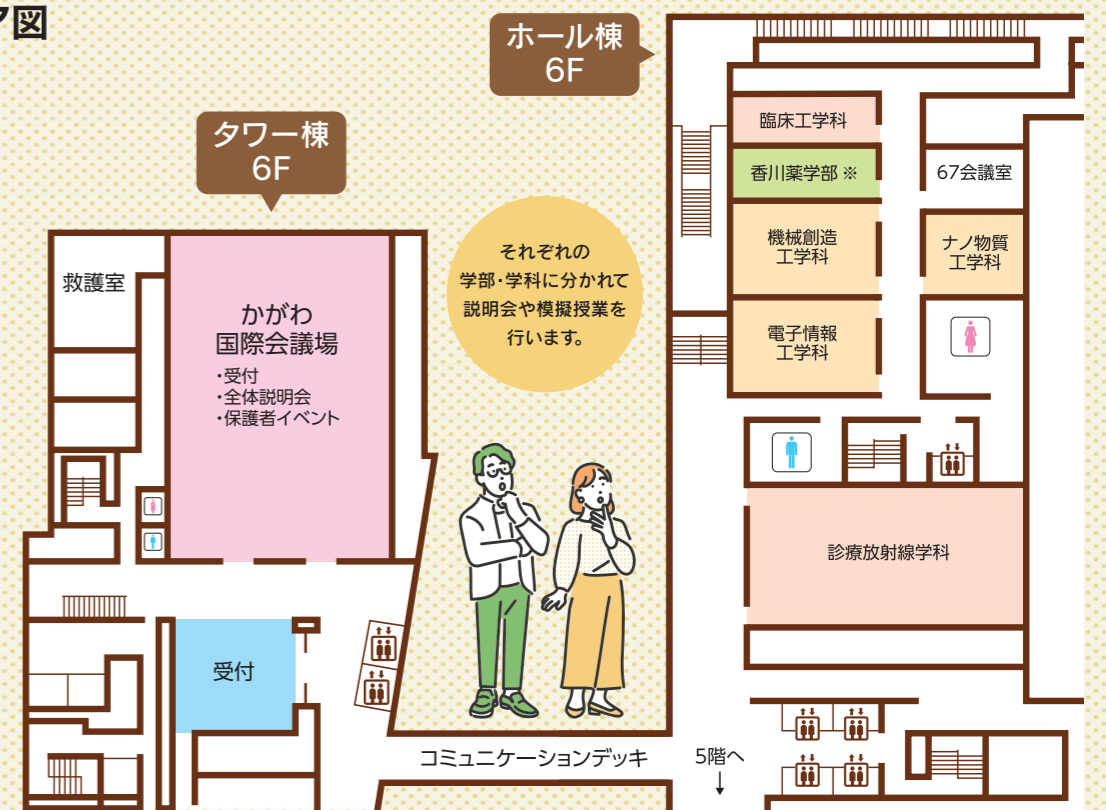 図
ホール棟
6F
タワー棟
6F
救護室
かがわ
国際会議場
・受付
・全体説明会
・保護者イベント
受付
それぞれの
学部・学科に分かれて
説明会や模擬授業を
行います。
臨床工学科
香川薬学部 ※
67会議室
機械創造
工学科
ナノ物質
工学科
電子情報
工学科
診療放射線学科
コミュニケーションデッキ
5階へ